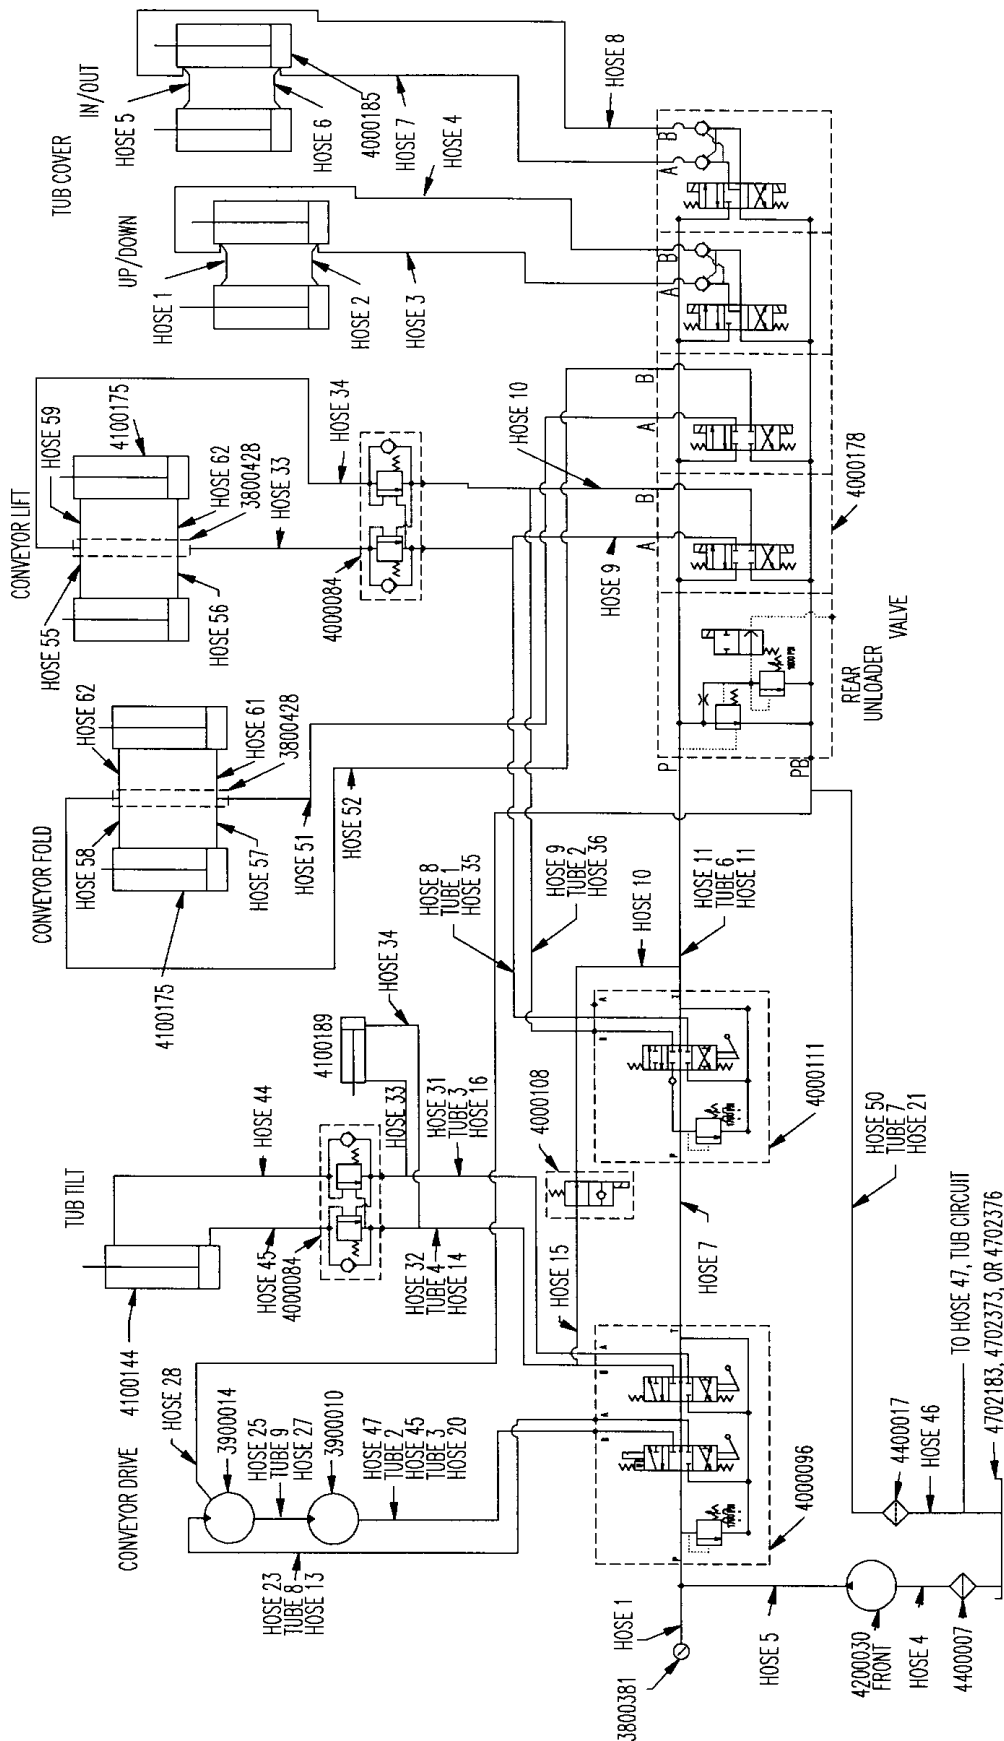 TUB COVER
IN/OUT
HOSE 5
HOSE 6
4000185
HOSE 7
HOSE 4
HOSE 8
UP/DOWN
HOSE 1
HOSE 2
HOSE 3
B
A
B
A
CONVEYOR LIFT
HOSE 59
4100175
HOSE 62
3800428
HOSE 33
HOSE 55
HOSE 56
HOSE 34
4000084
HOSE 10
HOSE 9
B
A
B
A
4000178
REAR
UNLOADER VALVE
P
PB
CONVEYOR FOLD
HOSE 62
HOSE 61
3800428
HOSE 58
HOSE 57
4100175
HOSE 51
HOSE 52
HOSE 8
TUBE 1
HOSE 35
HOSE 9
TUBE 2
HOSE 36
HOSE 10
HOSE 11
TUBE 6
HOSE 11
TUB TILT
HOSE 44
HOSE 45
4000084
4100144
4100189
HOSE 34
HOSE 33
HOSE 31
TUBE 3
HOSE 16
HOSE 32
TUBE 4
HOSE 14
4000108
HOSE 15
4000111
HOSE 7
CONVEYOR DRIVE
HOSE 28
3900014
HOSE 25
TUBE 9
HOSE 27
3900010
HOSE 47
TUBE 2
HOSE 45
TUBE 3
HOSE 20
HOSE 23
TUBE 8
HOSE 13
4000096
HOSE 1
3800381
HOSE 5
4200030
FRONT
HOSE 4
4400007
HOSE 50
TUBE 7
HOSE 21
4400017
HOSE 46
TO HOSE 47, TUB CIRCUIT
4702183, 4702373, OR 4702376